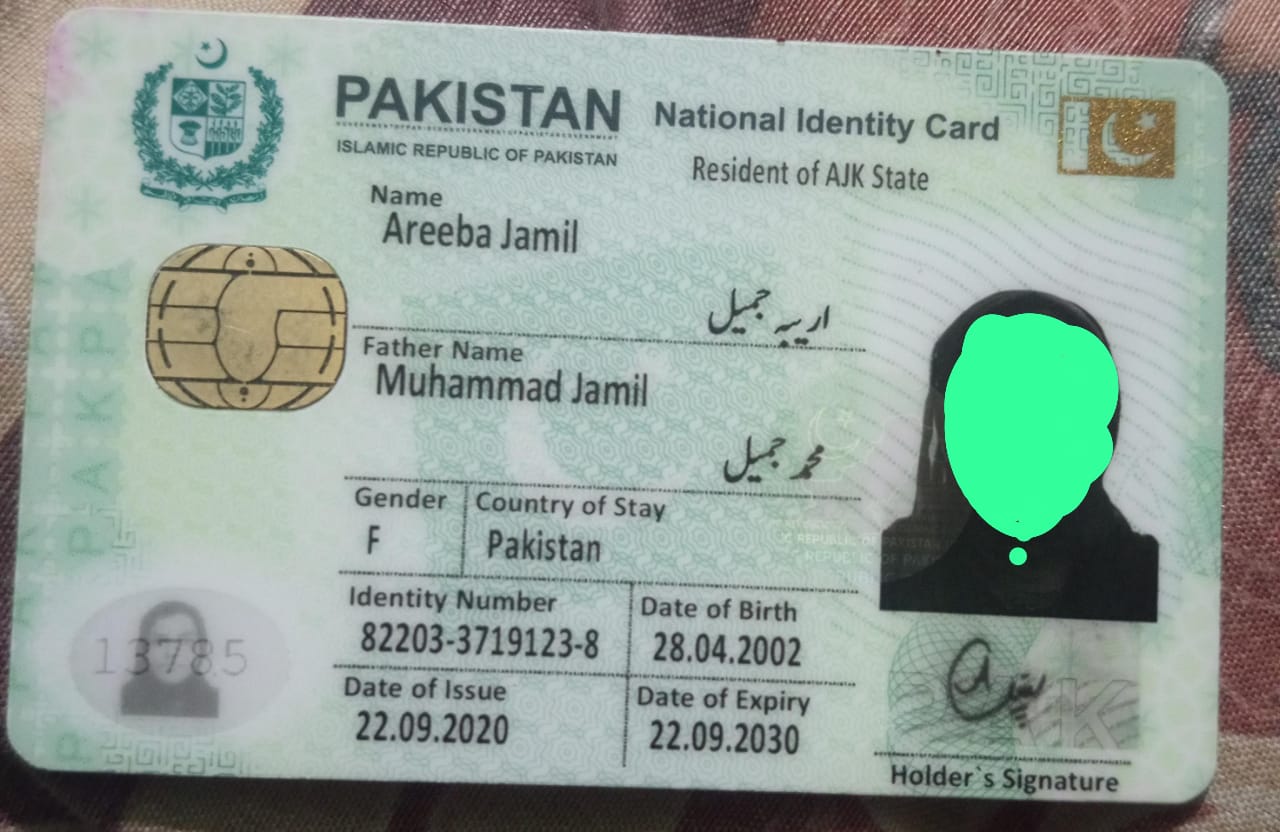 PAKISTAN
ISLAMIC REPUBLIC OF PAKISTAN
National Identity Card
Resident of AJK State
Name
Areeba Jamil
اریبہ جمیل
Father Name
Muhammad Jamil
محمد جمیل
Gender
F
Country of Stay
Pakistan
Identity Number
82203-3719123-8
Date of Birth
28.04.2002
Date of Issue
22.09.2020
Date of Expiry
22.09.2030
13785
Holder`s Signature